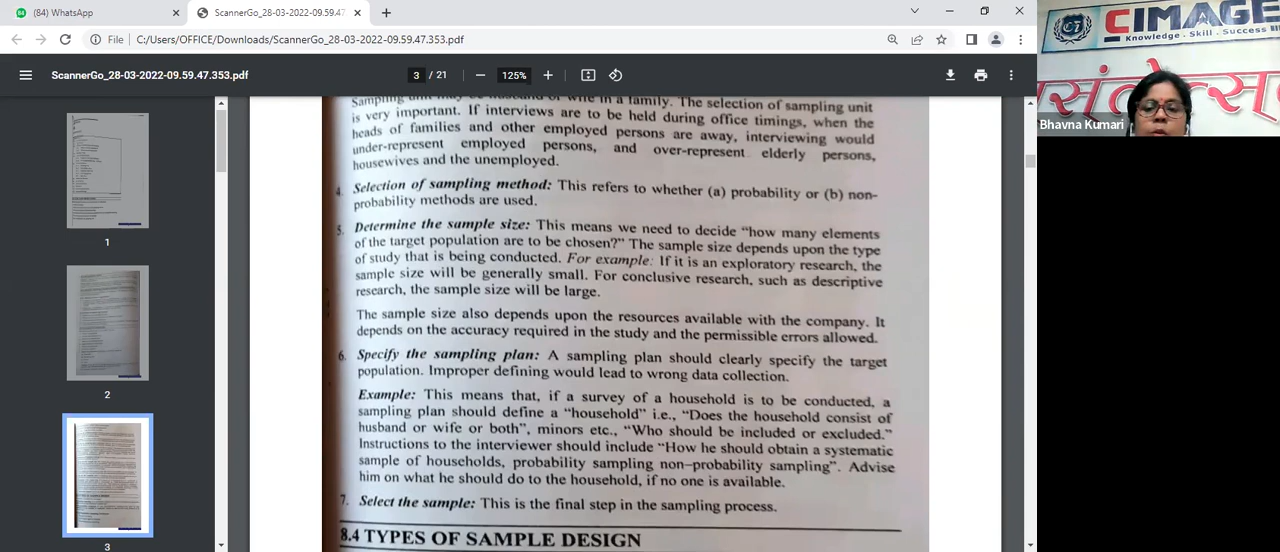 (84) WhatsApp
ScannerGo_28-03-2022-09.59.47.353.pdf
File
C:/Users/OFFICE/Downloads/ScannerGo_28-03-2022-09.59.47.353.pdf
ScannerGo_28-03-2022-09.59.47.353.pdf
3 / 21
125%
1
2
3
in a family. The selection of sampling unit
is very important. If interviews are to be held during office timings, when the
heads of families and other employed persons are away, interviewing would
under-represent employed persons, and over-represent elderly persons,
housewives and the unemployed.
4. Selection of sampling method: This refers to whether (a) probability or (b) non-
probability methods are used.
5. Determine the sample size: This means we need to decide “how many elements
of the target population are to be chosen?” The sample size depends upon the type
of study that is being conducted. For example: If it is an exploratory research, the
sample size will be generally small. For conclusive research, such as descriptive
research, the sample size will be large.
The sample size also depends upon the resources available with the company. It
depends on the accuracy required in the study and the permissible errors allowed.
6. Specify the sampling plan: A sampling plan should clearly specify the target
population. Improper defining would lead to wrong data collection.
Example: This means that, if a survey of a household is to be conducted, a
sampling plan should define a “household” i.e., “Does the household consist of
husband or wife or both”, minors etc., “Who should be included or excluded.”
Instructions to the interviewer should include “How he should obtain a systematic
sample of households, probability sampling non–probability sampling”. Advise
him on what he should do to the household, if no one is available.
7. Select the sample: This is the final step in the sampling process.
8.4 TYPES OF SAMPLE DESIGN
CIMAGE
Knowledge . Skill . Success
Bhavna Kumari